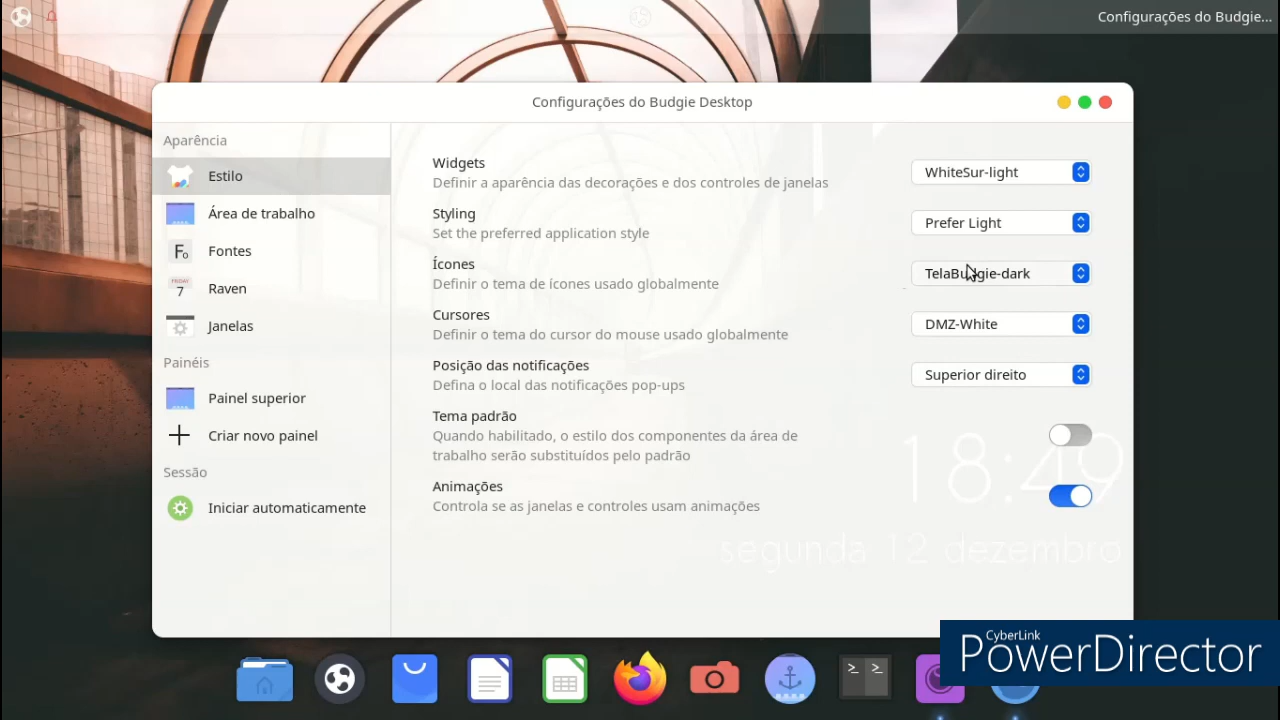 Configurações do Budgie...
Configurações do Budgie Desktop
Aparência
Estilo
Área de trabalho
Fontes
Raven
Janelas
Painéis
Painel superior
Criar novo painel
Sessão
Iniciar automaticamente
Widgets
Definir a aparência das decorações e dos controles de janelas
WhiteSur-light
Styling
Set the preferred application style
Prefer Light
Ícones
Definir o tema de ícones usado globalmente
TelaBudgie-dark
Cursores
Definir o tema do cursor do mouse usado globalmente
DMZ-White
Posição das notificações
Defina o local das notificações pop-ups
Superior direito
Tema padrão
Quando habilitado, o estilo dos componentes da área de
trabalho serão substituídos pelo padrão
Animações
Controla se as janelas e controles usam animações
18:49
segunda 12 dezembro
Fo
FRIDAY
7
>_ >_
CyberLink
PowerDirector